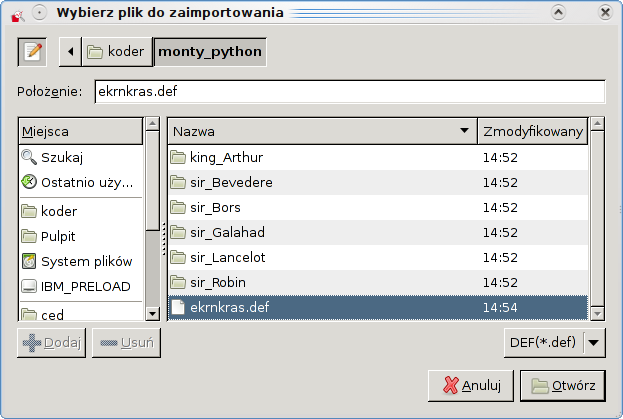 Wybierz plik do zaimportowania
koder monty_python
Położenie: ekrnkras.def
Miejsca
Szukaj
Ostatnio uży...
koder
Pulpit
System plików
IBM_PRELOAD
ced
Nazwa Zmodyfikowany
king_Arthur 14:52
sir_Bevedere 14:52
sir_Bors 14:52
sir_Galahad 14:52
sir_Lancelot 14:52
sir_Robin 14:52
ekrnkras.def 14:54
Dodaj Usuń DEF(*.def)
Anuluj Otwórz